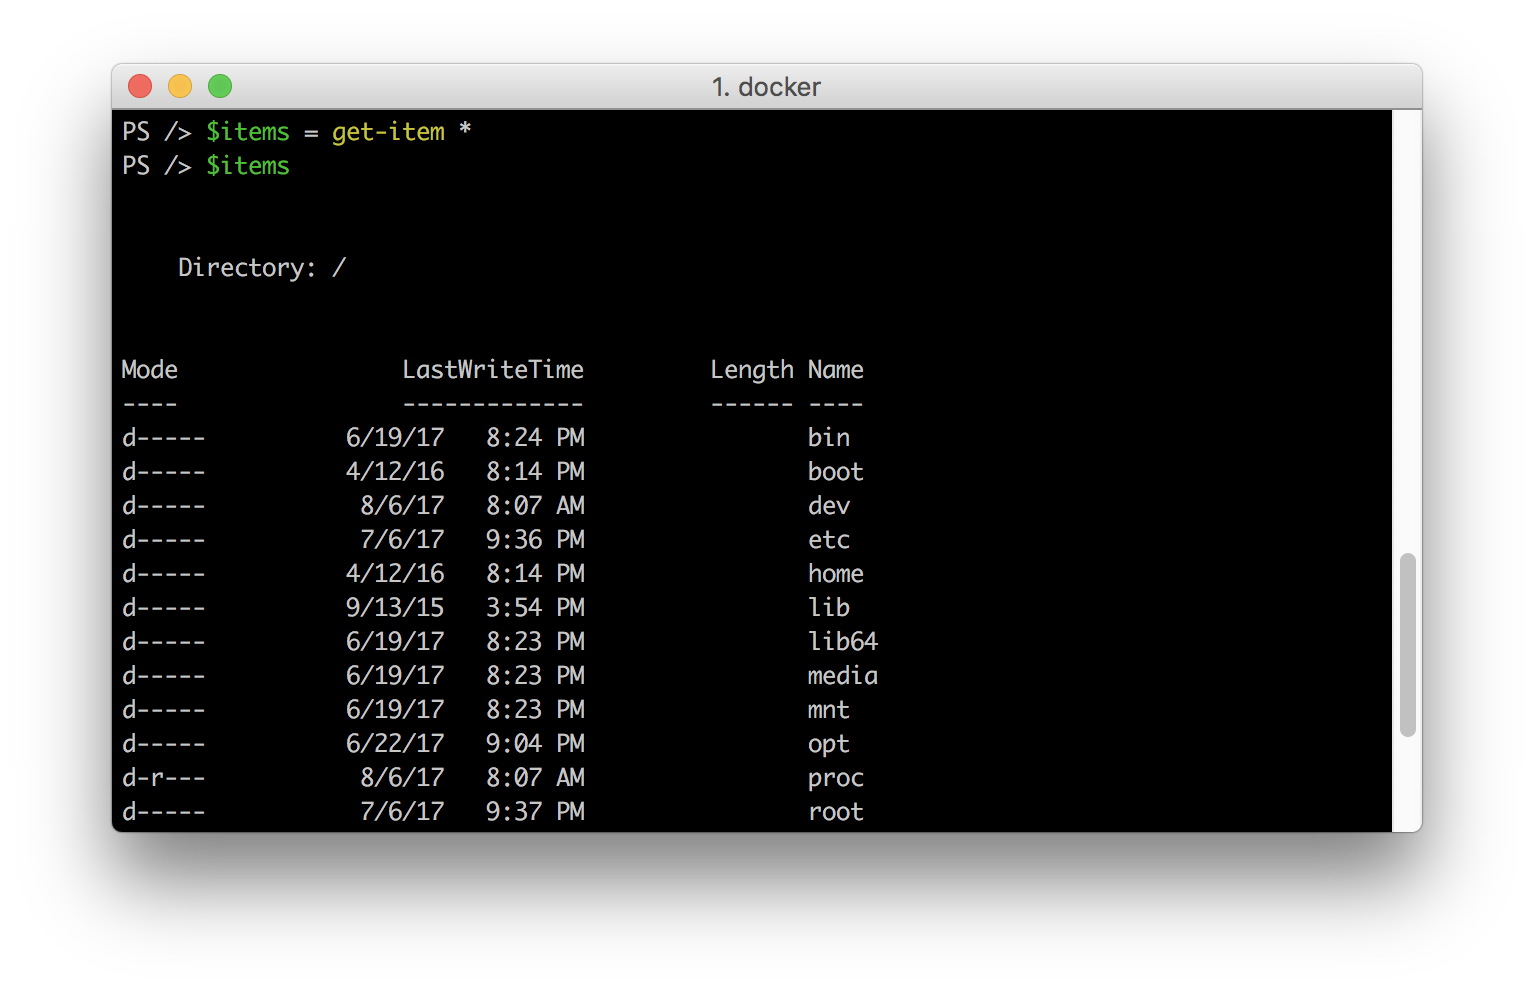 1. docker
PS /> $items = get-item *
PS /> $items
Directory: /
Mode LastWriteTime Length Name
---- ------------- ------ ----
d----- 6/19/17 8:24 PM bin
d----- 4/12/16 8:14 PM boot
d----- 8/6/17 8:07 AM dev
d----- 7/6/17 9:36 PM etc
d----- 4/12/16 8:14 PM home
d----- 9/13/15 3:54 PM lib
d----- 6/19/17 8:23 PM lib64
d----- 6/19/17 8:23 PM media
d----- 6/19/17 8:23 PM mnt
d----- 6/22/17 9:04 PM opt
d-r--- 8/6/17 8:07 AM proc
d----- 7/6/17 9:37 PM root